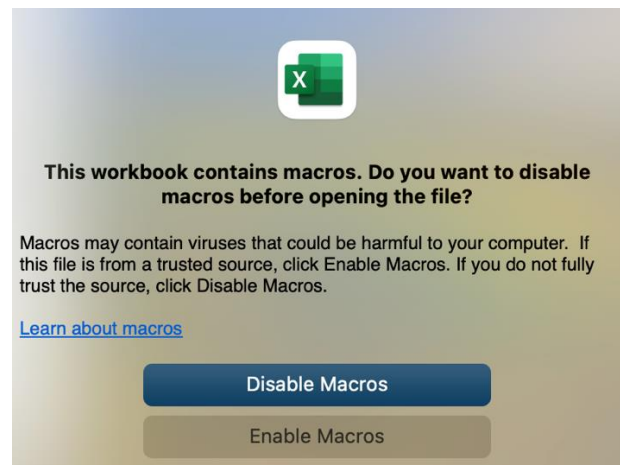 X
This workbook contains macros. Do you want to disable
macros before opening the file?
Macros may contain viruses that could be harmful to your computer.  If
this file is from a trusted source, click Enable Macros. If you do not fully
trust the source, click Disable Macros.
Learn about macros
Disable Macros
Enable Macros